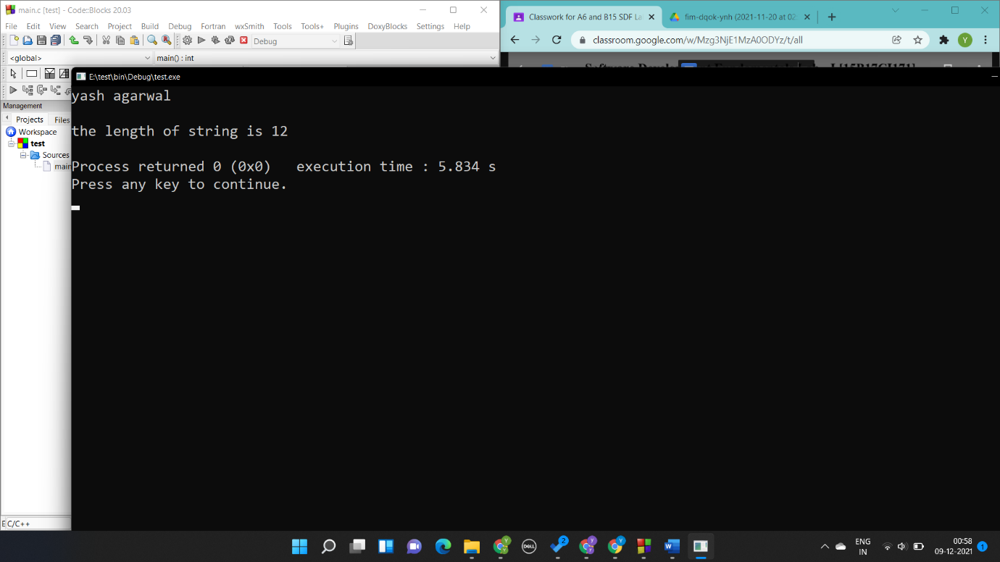 main.c [test] - Code::Blocks 20.03
File Edit View Search Project Build Debug Fortran wxSmith Tools Tools+ Plugins DoxyBlocks Settings Help
Debug
<global> main() : int
Management
Projects Files
Workspace
test
Sources
main
E C/C++
Classwork for A6 and B15 SDF La
fim-dqok-ynh (2021-11-20 at 02:
classroom.google.com/w/Mzg3NjE1MzA0ODYz/t/all
Y
E:\test\bin\Debug\test.exe
yash agarwal
the length of string is 12
Process returned 0 (0x0)   execution time : 5.834 s
Press any key to continue.
DELL
2
ENG
IN
00:58
09-12-2021
1